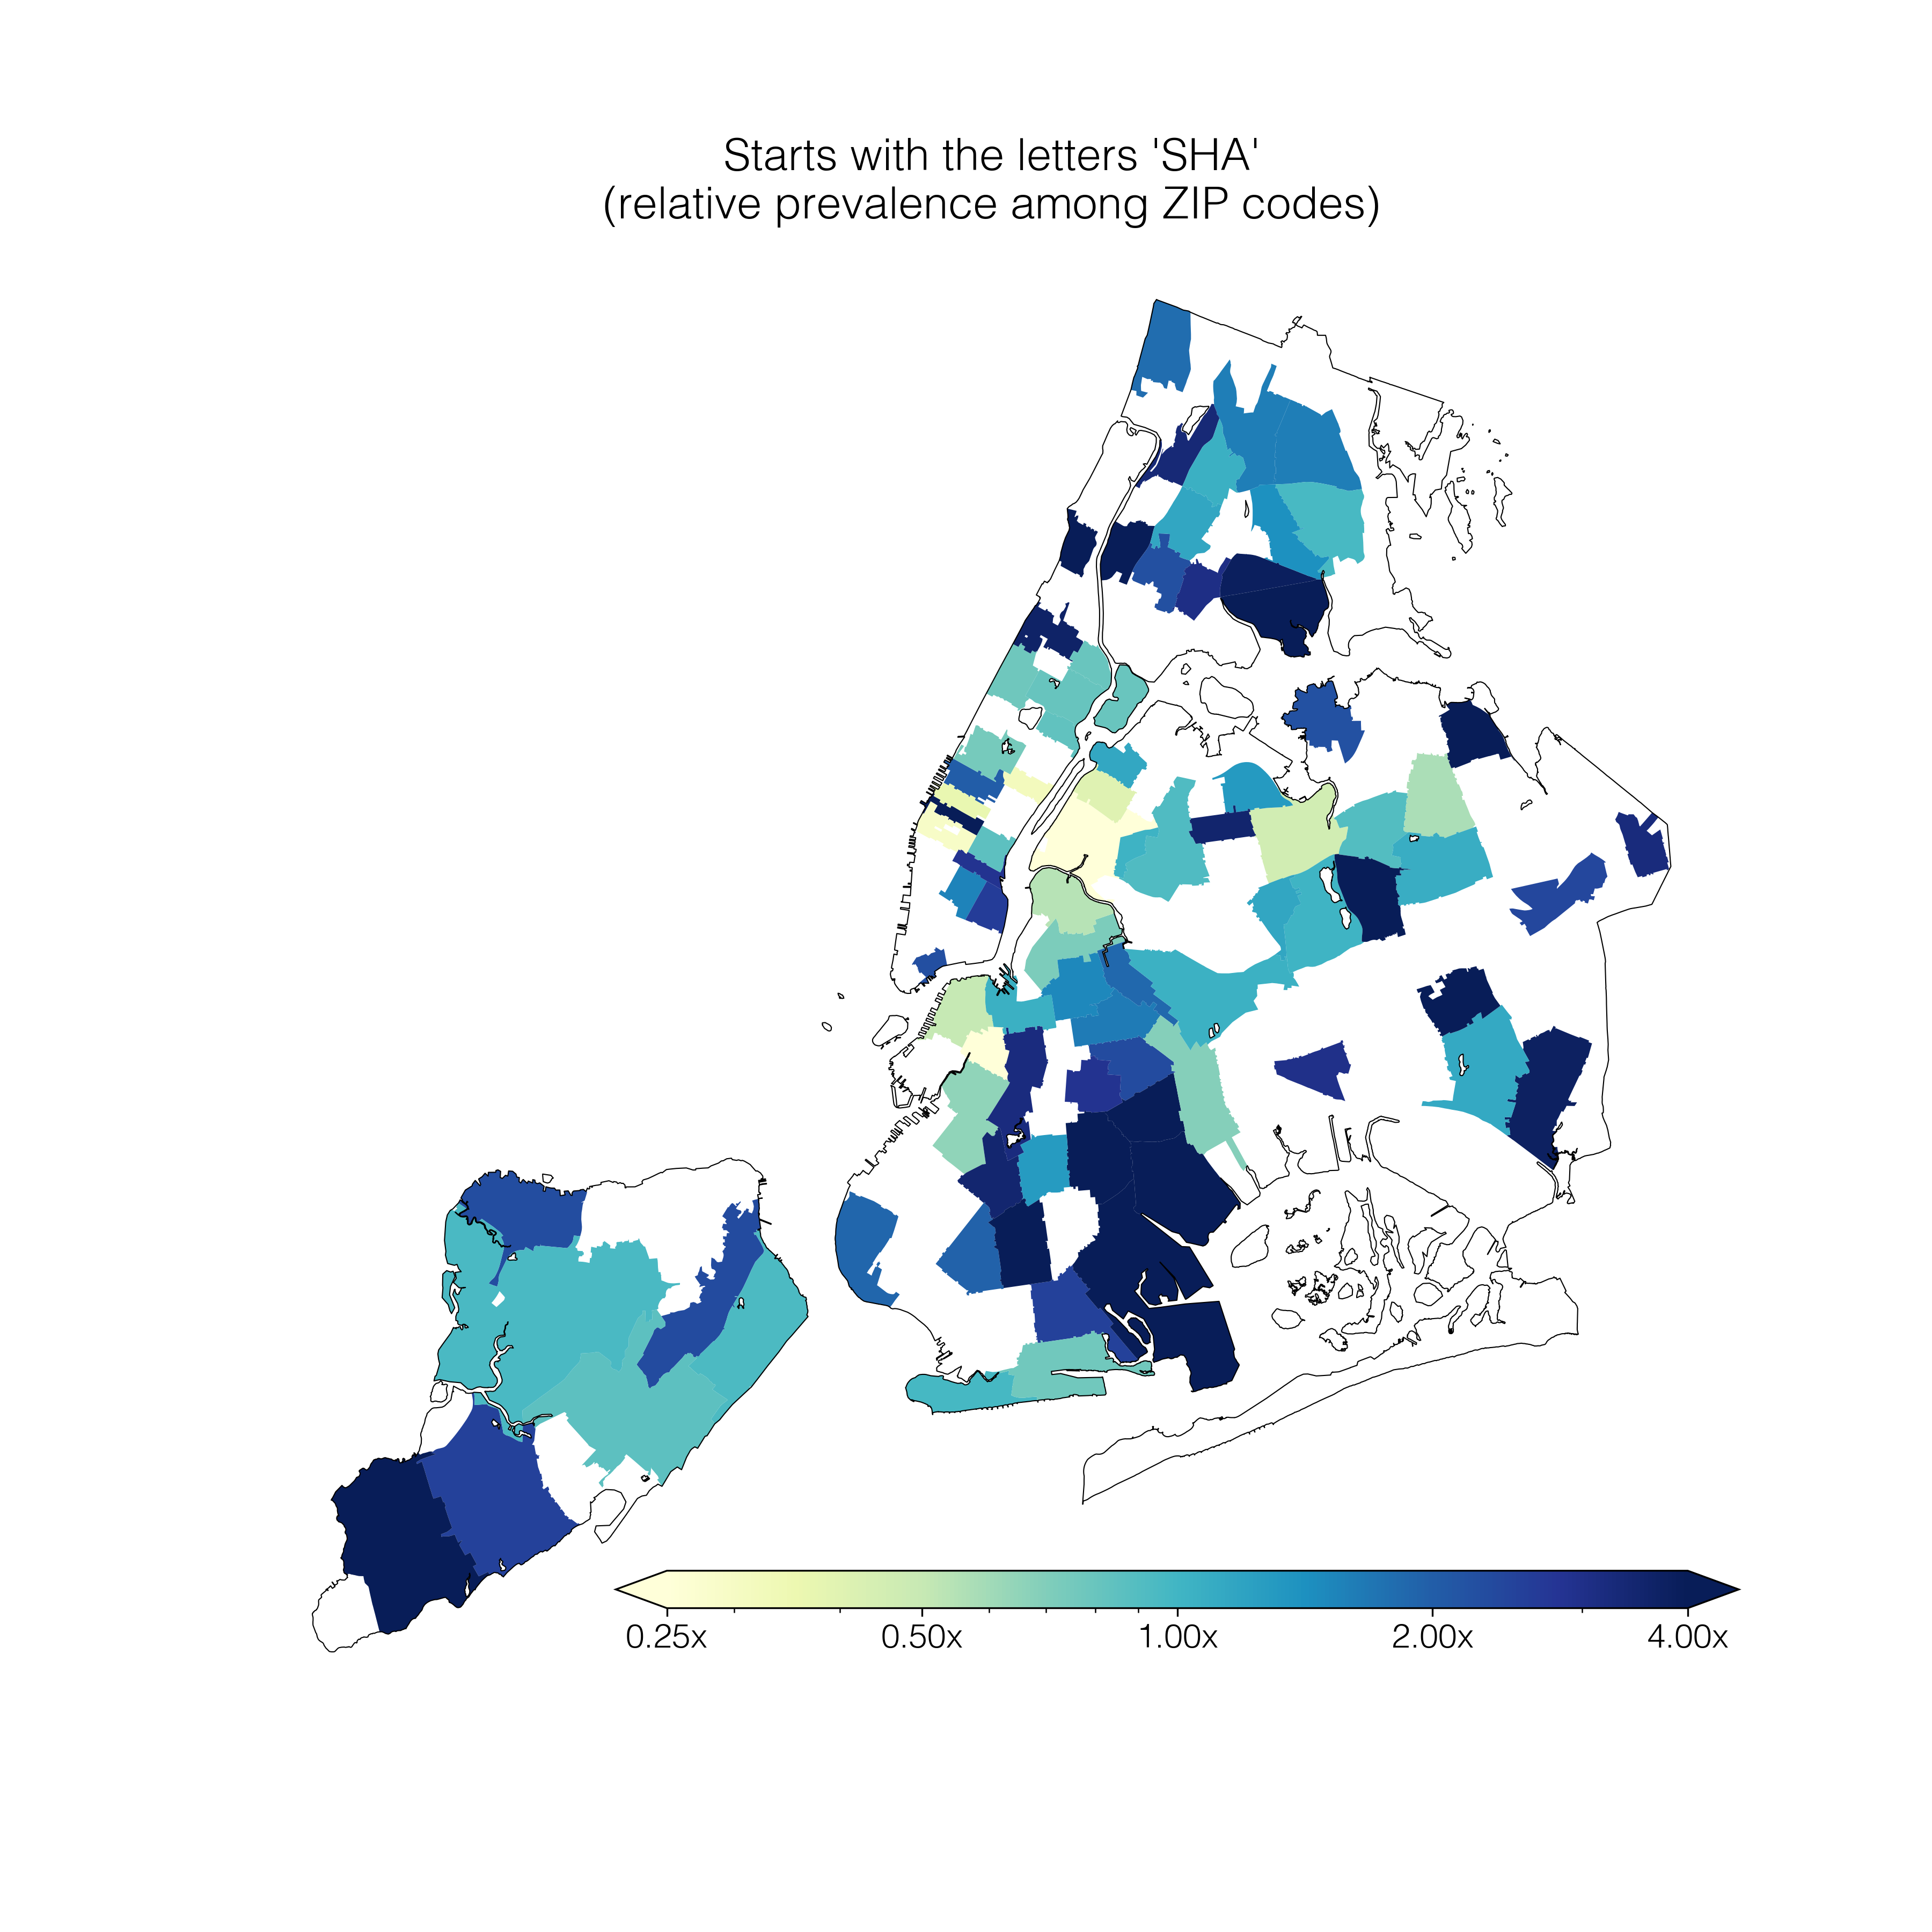 Starts with the letters 'SHA'
(relative prevalence among ZIP codes)
0.25x 0.50x 1.00x 2.00x 4.00x